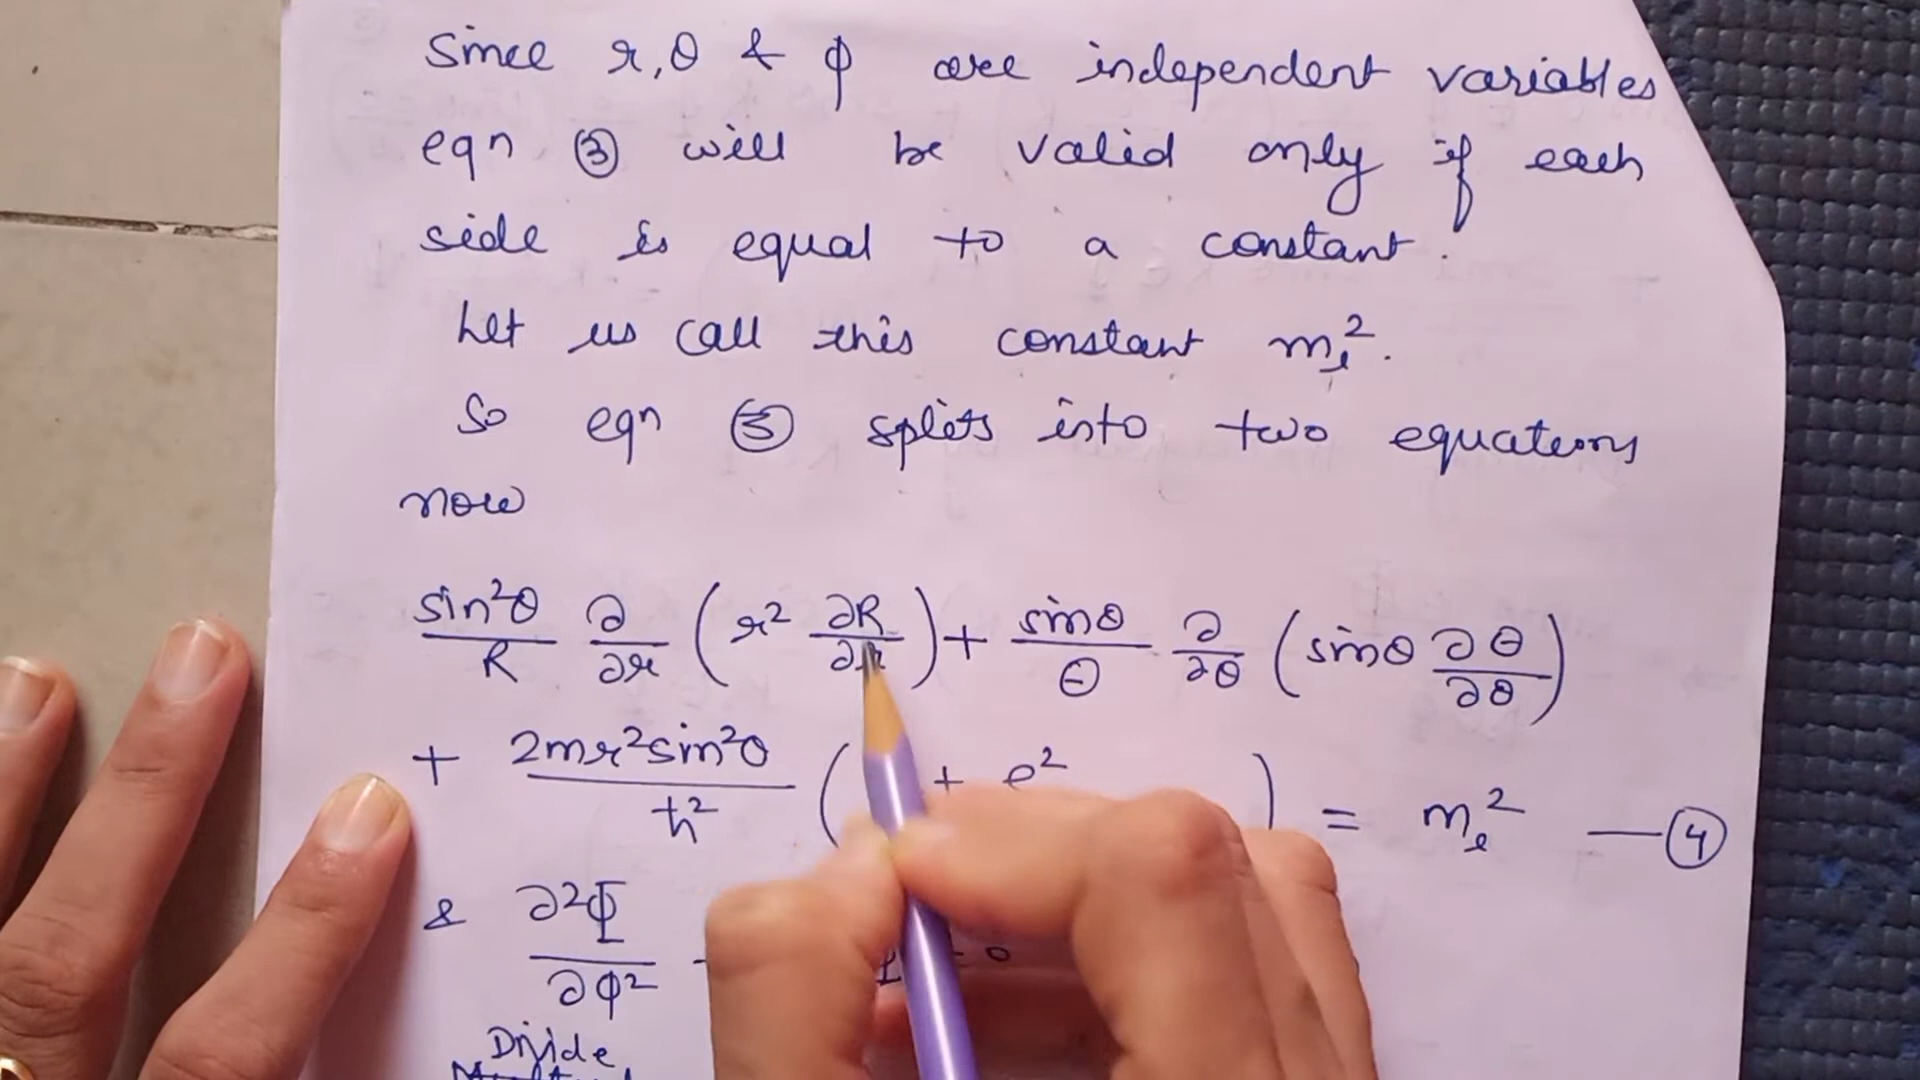 Since r, θ & ϕ are independent variables
eqn ③ will be valid only if each
side is equal to a constant.
Let us call this constant mₗ².
So eqn ③ splits into two equations
now
sin²θ/R ∂/∂r (r² ∂R/∂r) + sinθ/Θ ∂/∂θ (sinθ ∂Θ/∂θ)
+ 2mr²sin²θ/ħ² ( + e² ) = mₗ² —④
& ∂²Φ/∂ϕ² = 0
Divide